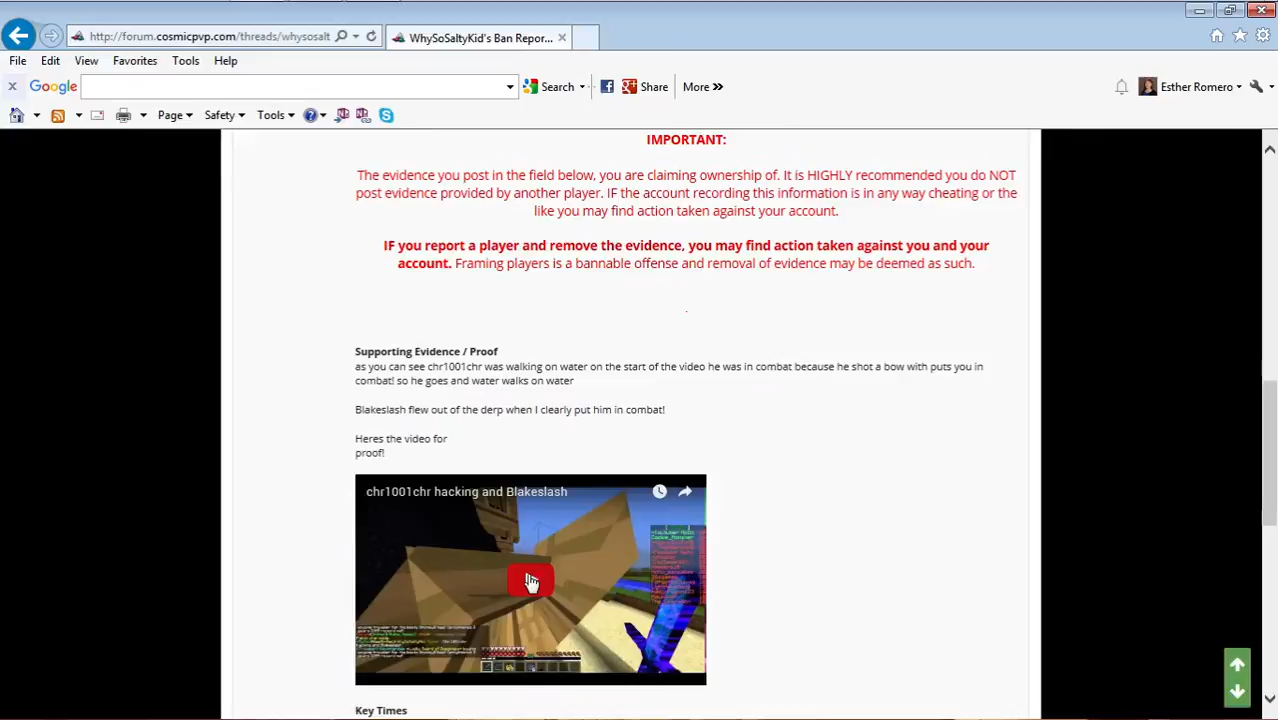 http://forum.cosmicpvp.com/threads/whysosalt
WhySoSaltyKid's Ban Repor...
File Edit View Favorites Tools Help
Google Search Share More »
Esther Romero
Page Safety Tools
IMPORTANT:
The evidence you post in the field below, you are claiming ownership of. It is HIGHLY recommended you do NOT
post evidence provided by another player. IF the account recording this information is in any way cheating or the
like you may find action taken against your account.
IF you report a player and remove the evidence, you may find action taken against you and your
account. Framing players is a bannable offense and removal of evidence may be deemed as such.
.
Supporting Evidence / Proof
as you can see chr1001chr was walking on water on the start of the video he was in combat because he shot a bow with puts you in
combat! so he goes and water walks on water
Blakeslash flew out of the derp when I clearly put him in combat!
Heres the video for
proof!
chr1001chr hacking and Blakeslash
Key Times